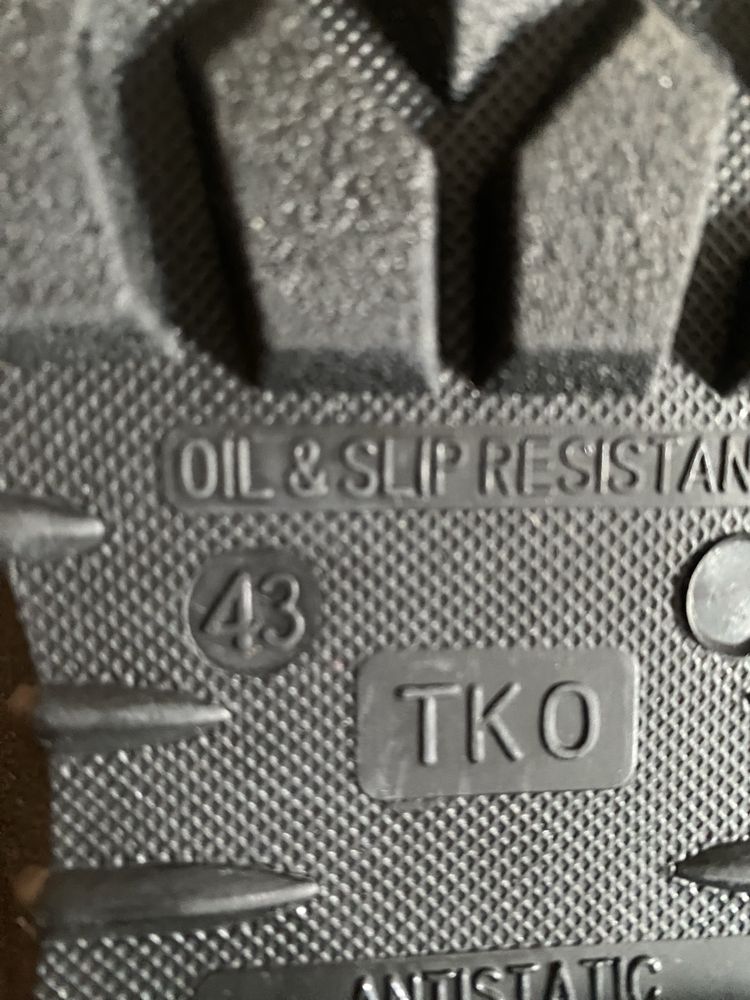 OIL & SLIP RESISTAN
43
TKO
ANTISTATIC